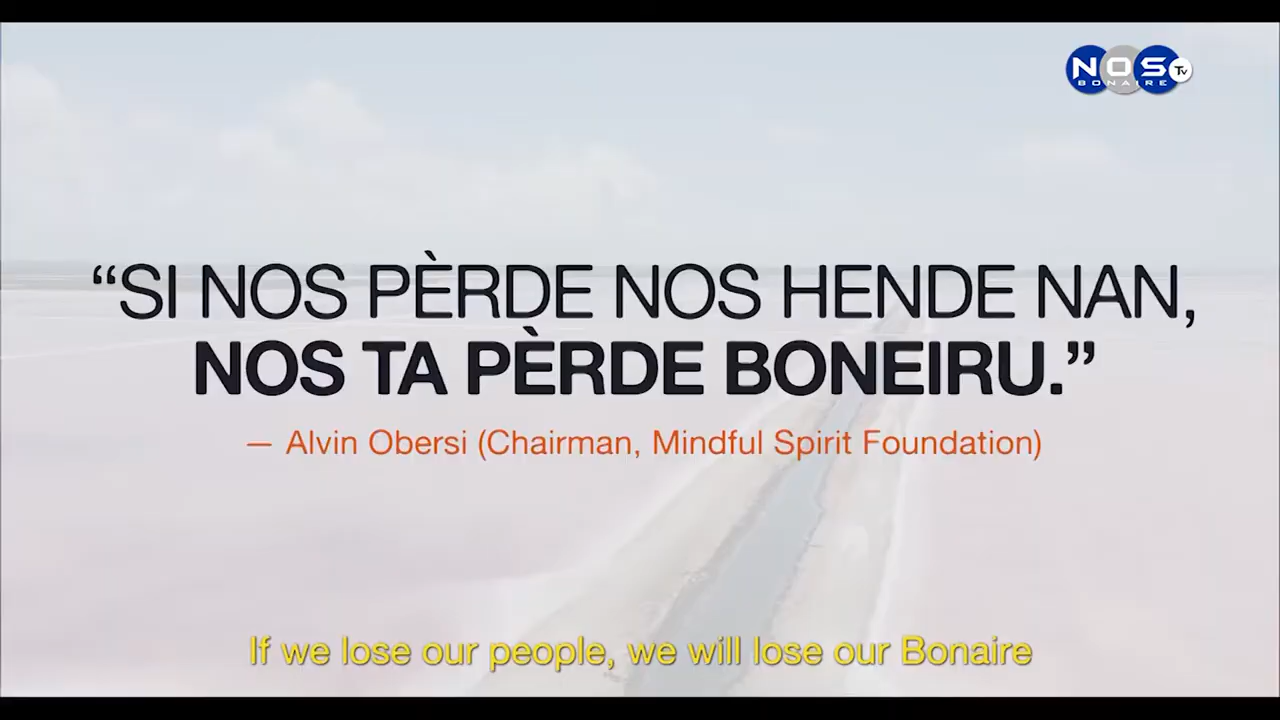 NOS TV
BONAIRE
“SI NOS PÈRDE NOS HENDE NAN,
NOS TA PÈRDE BONEIRU.”
— Alvin Obersi (Chairman, Mindful Spirit Foundation)
If we lose our people, we will lose our Bonaire